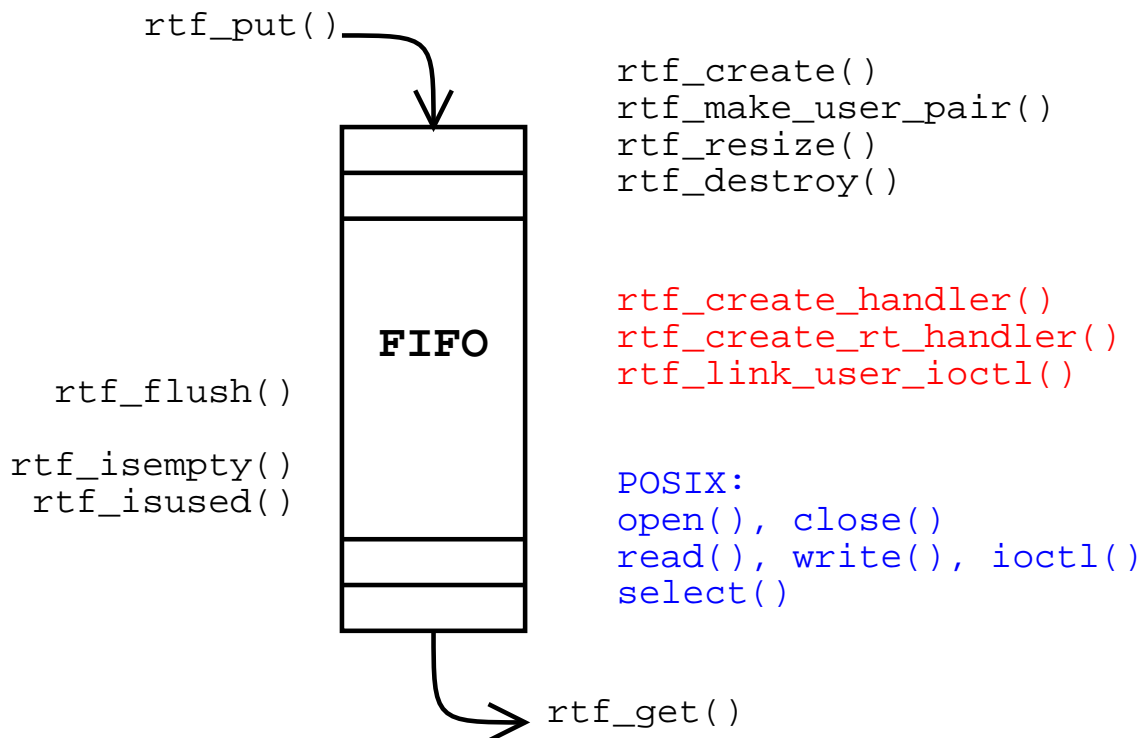 rtf_put()
rtf_create()
rtf_make_user_pair()
rtf_resize()
rtf_destroy()
rtf_create_handler()
rtf_create_rt_handler()
rtf_link_user_ioctl()
FIFO
rtf_flush()
rtf_isempty()
rtf_isused()
POSIX:
open(), close()
read(), write(), ioctl()
select()
rtf_get()